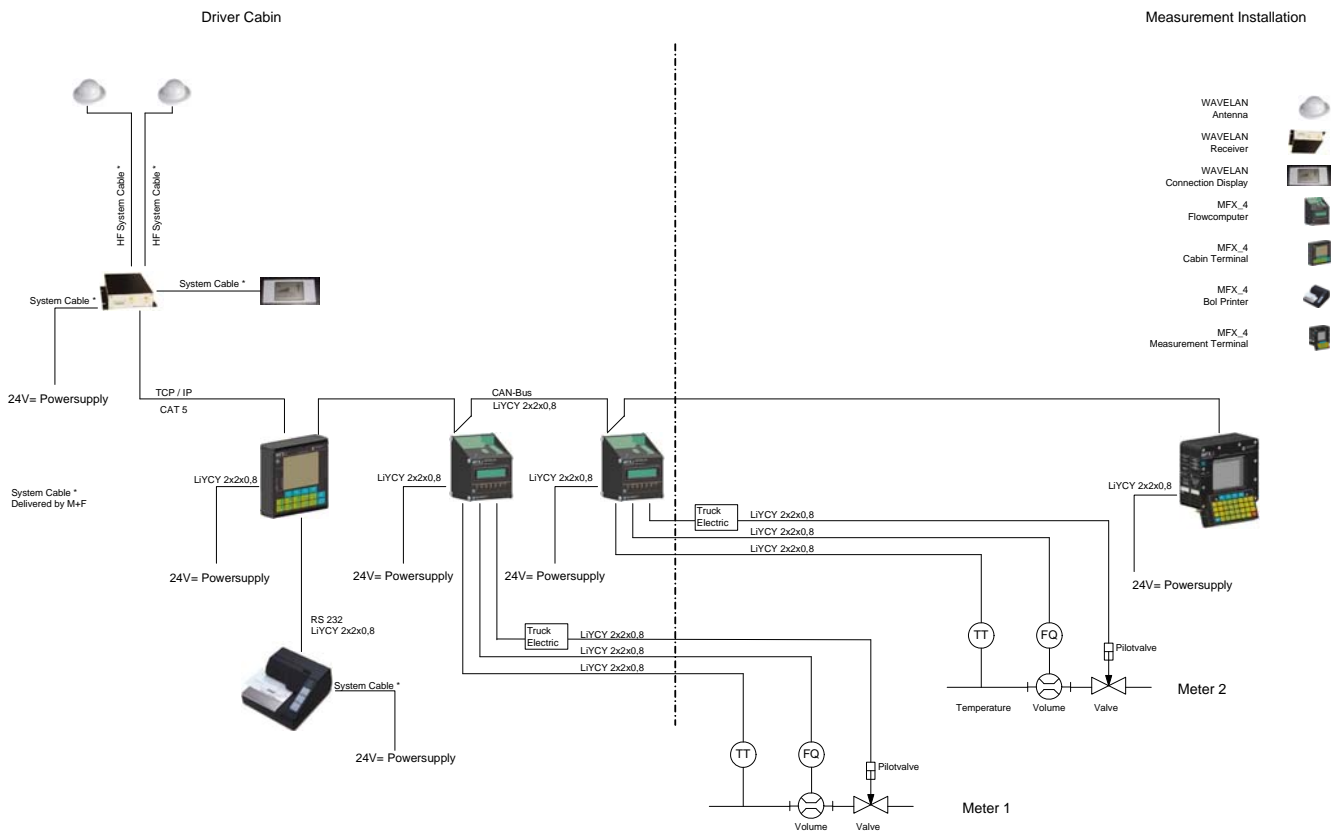 Driver Cabin
Measurement Installation
WAVELAN
Antenna
WAVELAN
Receiver
WAVELAN
Connection Display
MFX_4
Flowcomputer
MFX_4
Cabin Terminal
MFX_4
Bol Printer
MFX_4
Measurement Terminal
HF System Cable *
HF System Cable *
System Cable *
System Cable *
24V= Powersupply
TCP / IP
CAT 5
CAN-Bus
LiYCY 2x2x0,8
System Cable *
Delivered by M+F
LiYCY 2x2x0,8
LiYCY 2x2x0,8
LiYCY 2x2x0,8
LiYCY 2x2x0,8
24V= Powersupply
24V= Powersupply
24V= Powersupply
24V= Powersupply
Truck
Electric
LiYCY 2x2x0,8
LiYCY 2x2x0,8
LiYCY 2x2x0,8
RS 232
LiYCY 2x2x0,8
System Cable *
24V= Powersupply
Truck
Electric
LiYCY 2x2x0,8
LiYCY 2x2x0,8
LiYCY 2x2x0,8
TT
FQ
Pilotvalve
Temperature
Volume
Valve
Meter 2
TT
FQ
Pilotvalve
Volume
Valve
Meter 1